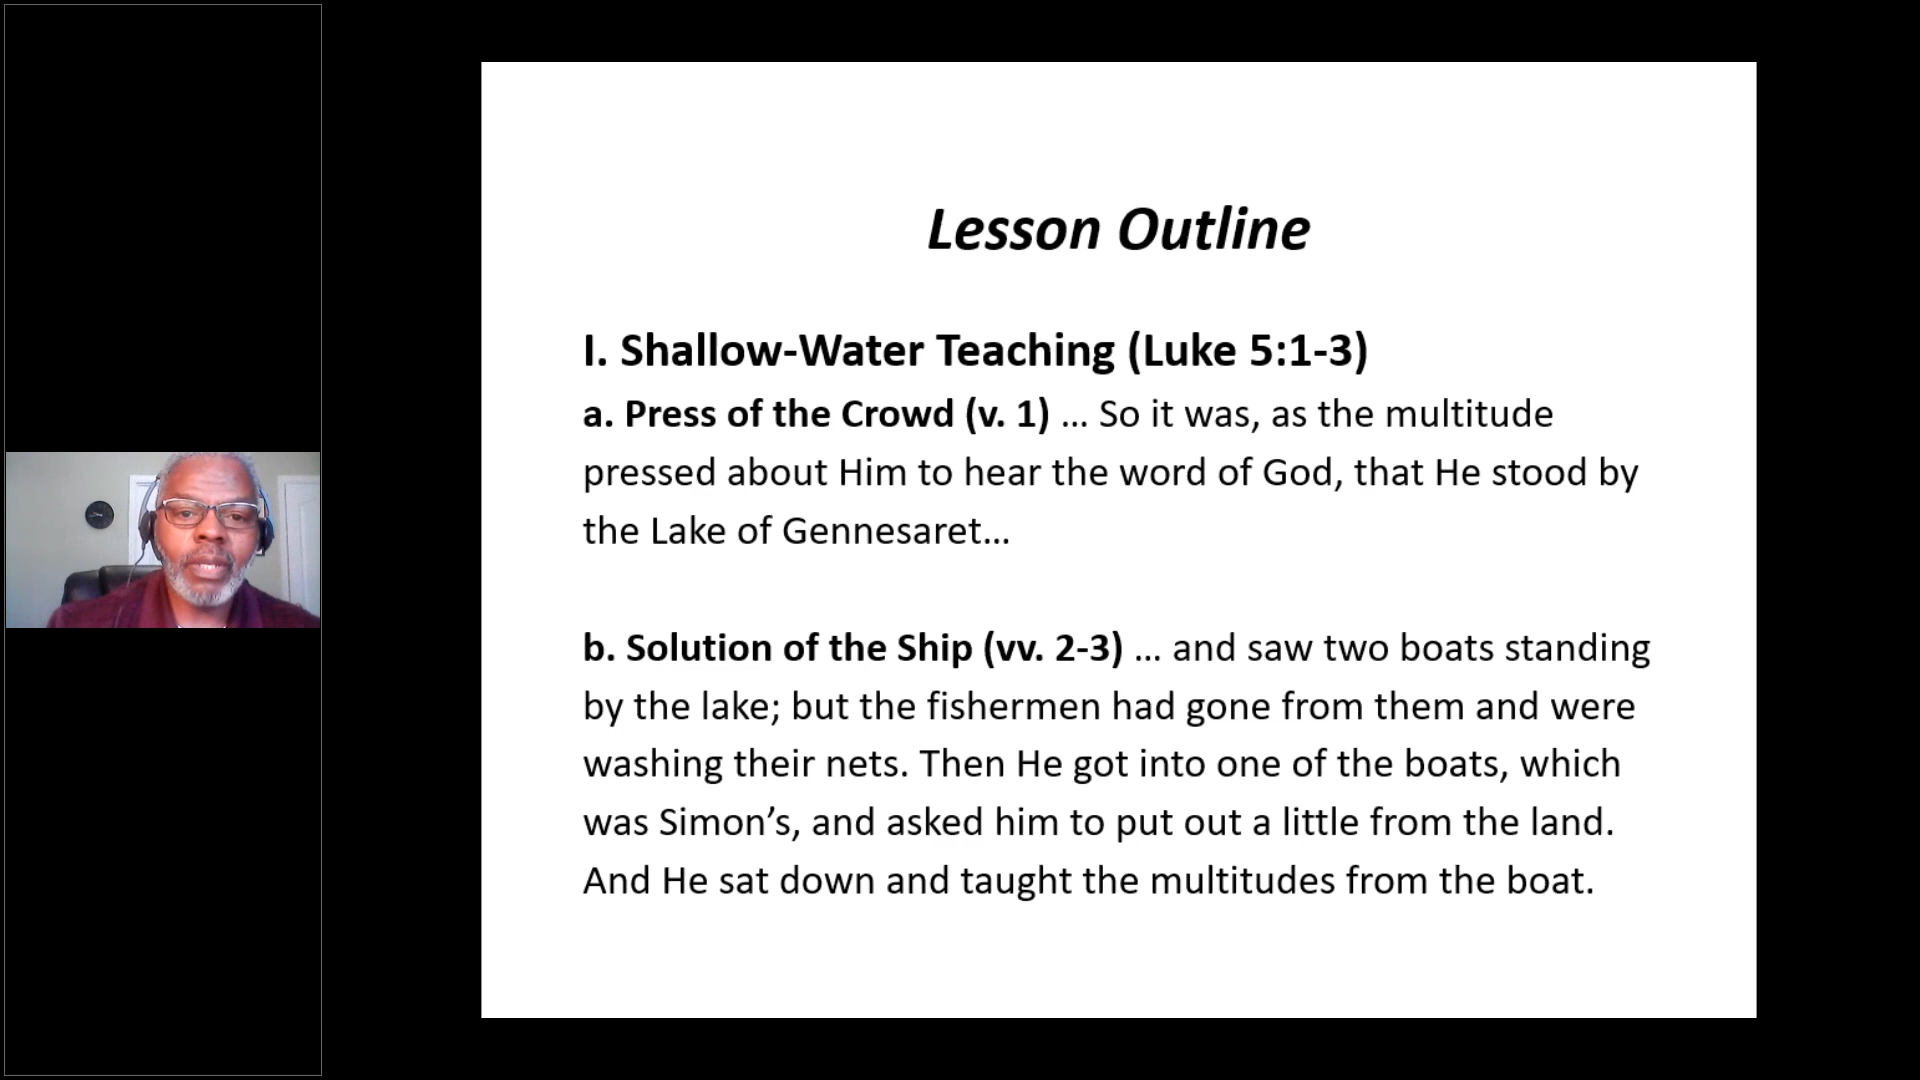 Lesson Outline
I. Shallow-Water Teaching (Luke 5:1-3)
a. Press of the Crowd (v. 1) … So it was, as the multitude
pressed about Him to hear the word of God, that He stood by
the Lake of Gennesaret…
b. Solution of the Ship (vv. 2-3) … and saw two boats standing
by the lake; but the fishermen had gone from them and were
washing their nets. Then He got into one of the boats, which
was Simon’s, and asked him to put out a little from the land.
And He sat down and taught the multitudes from the boat.